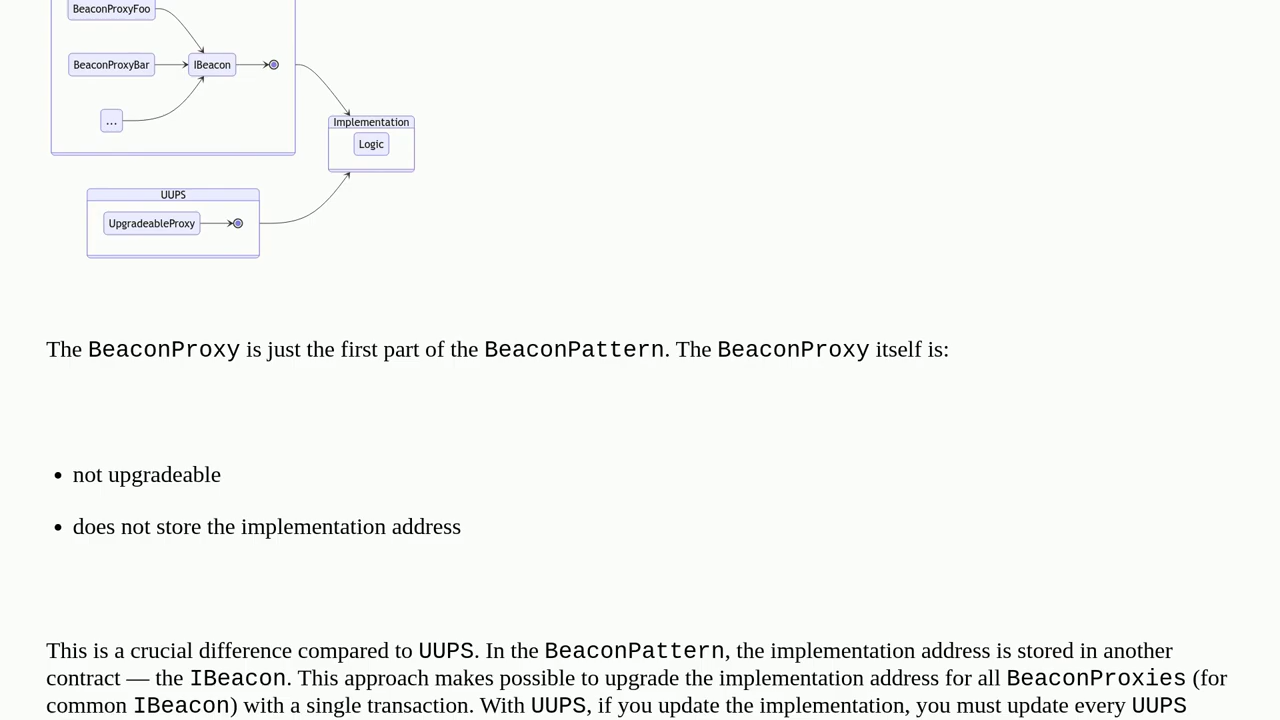 BeaconProxyFoo
BeaconProxyBar
IBeacon
...
Implementation
Logic
UUPS
UpgradeableProxy
The BeaconProxy is just the first part of the BeaconPattern. The BeaconProxy itself is:
• not upgradeable
• does not store the implementation address
This is a crucial difference compared to UUPS. In the BeaconPattern, the implementation address is stored in another
contract — the IBeacon. This approach makes possible to upgrade the implementation address for all BeaconProxies (for
common IBeacon) with a single transaction. With UUPS, if you update the implementation, you must update every UUPS